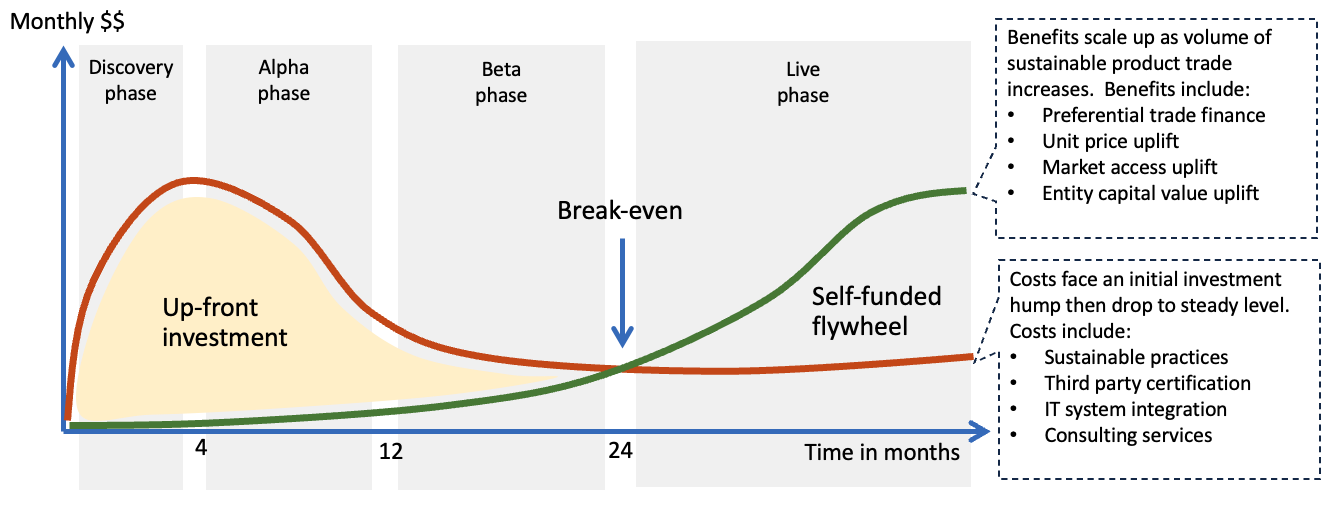 Monthly $$
Discovery
phase
Alpha
phase
Beta
phase
Live
phase
Break-even
Up-front
investment
Self-funded
flywheel
4
12
24
Time in months
Benefits scale up as volume of
sustainable product trade
increases.  Benefits include:
• Preferential trade finance
• Unit price uplift
• Market access uplift
• Entity capital value uplift
Costs face an initial investment
hump then drop to steady level.
Costs include:
• Sustainable practices
• Third party certification
• IT system integration
• Consulting services